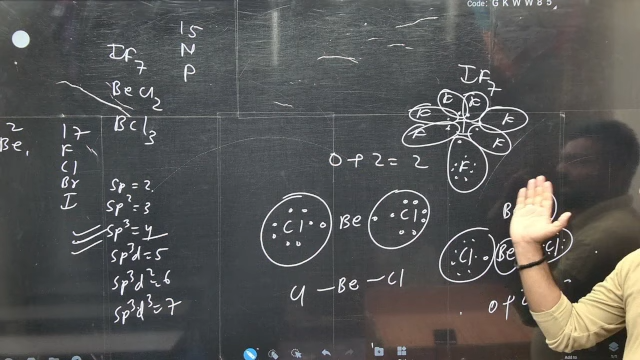 Code: GKWW85
15
N
P
IF7
BeCl2
BCl3
2
Be,
17
F
Cl
Br
I
sp = 2
sp² = 3
sp³ = 4
sp³d = 5
sp³d² = 6
sp³d³ = 7
IF7
F F F F F F F
0 + 2 = 2
Cl Be Cl
Cl – Be – Cl
Cl Be Cl